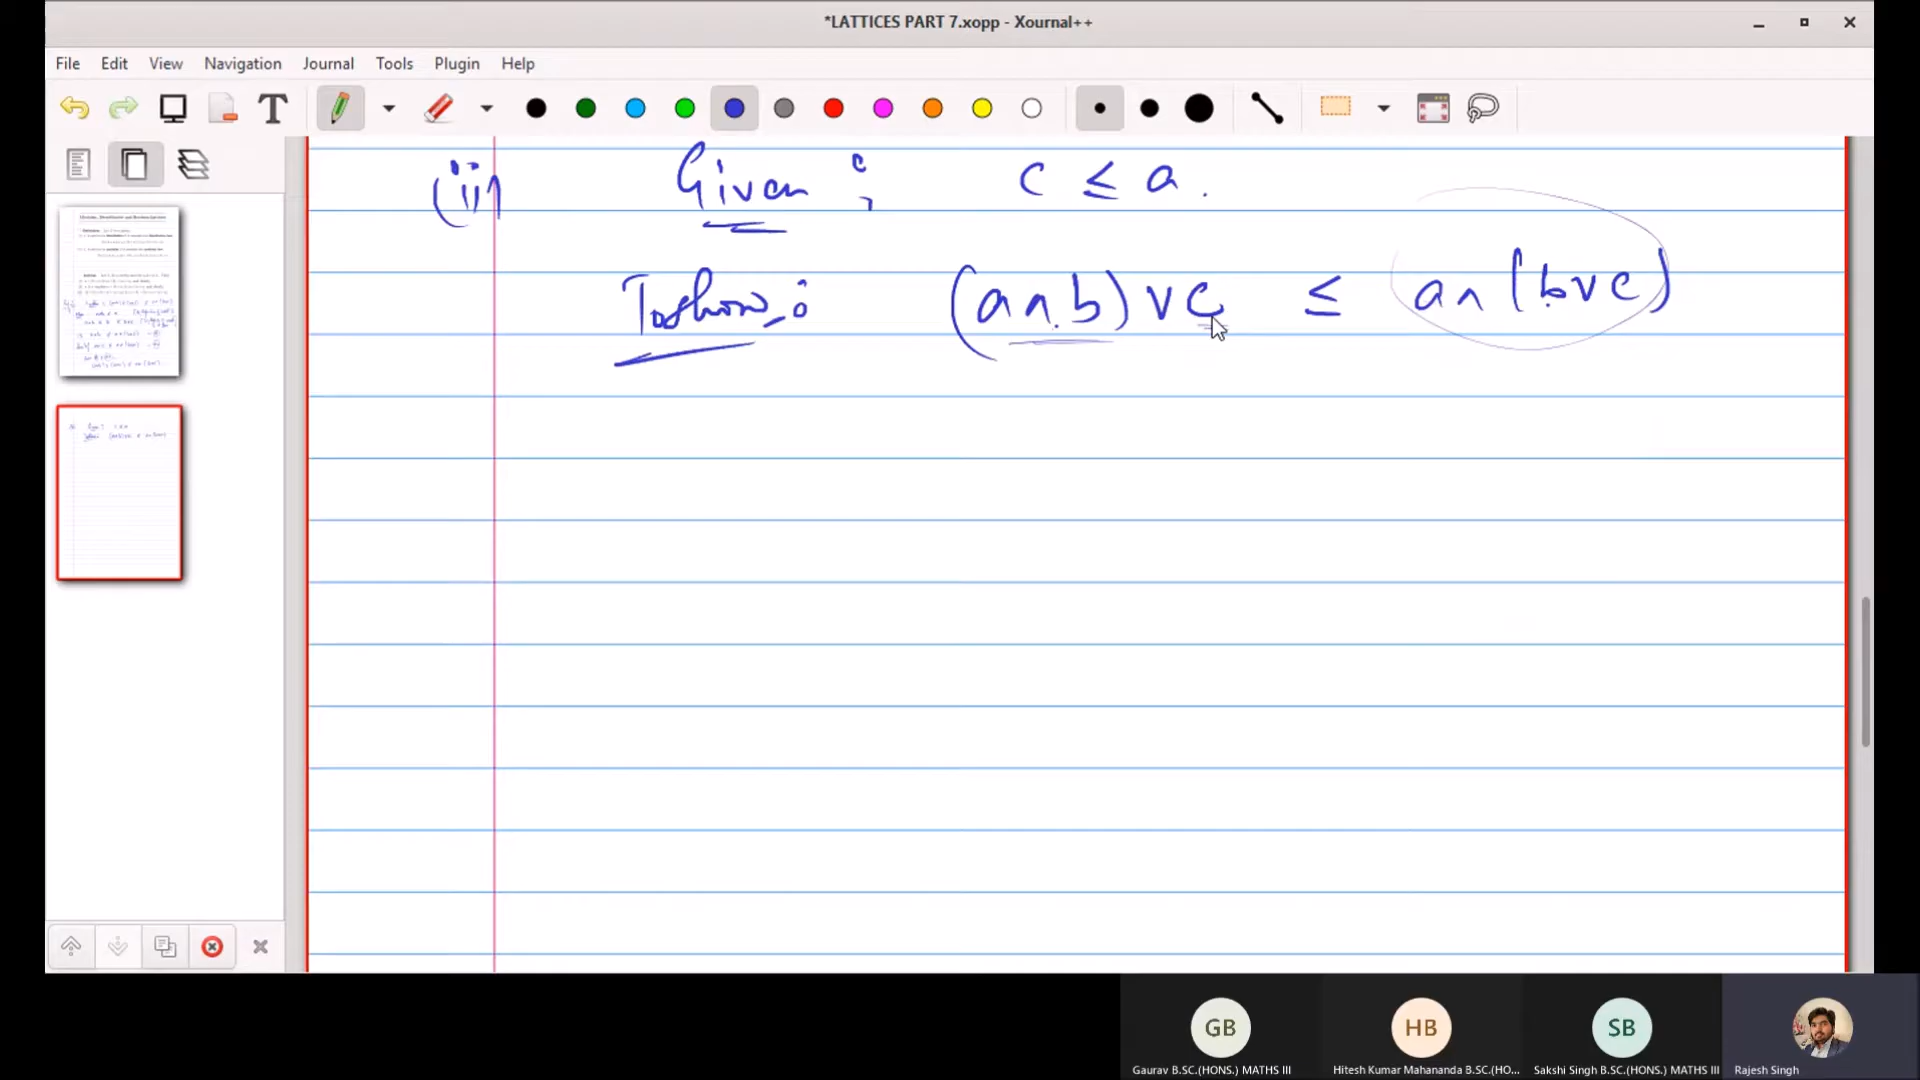 *LATTICES PART 7.xopp - Xournal++
File Edit View Navigation Journal Tools Plugin Help
(ii) Given : c ≤ a .
To show : (a ∧ b) ∨ c ≤ a ∧ (b ∨ c)
GB HB SB
Gaurav B.SC.(HONS.) MATHS III Hitesh Kumar Mahananda B.SC.(HO... Sakshi Singh B.SC.(HONS.) MATHS III Rajesh Singh